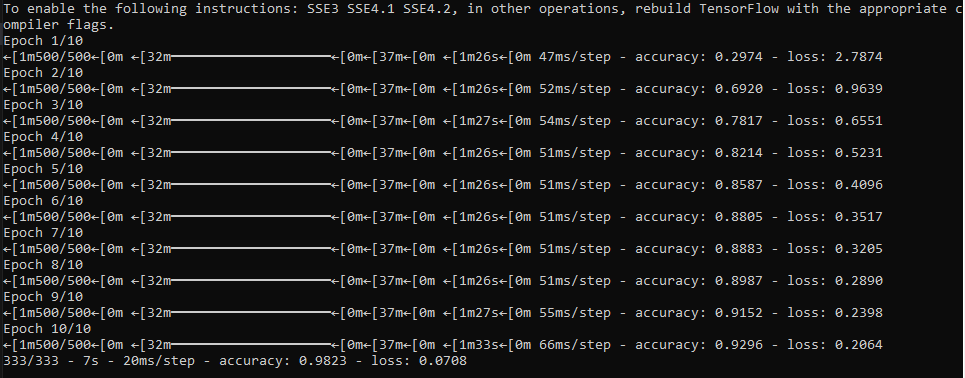 To enable the following instructions: SSE3 SSE4.1 SSE4.2, in other operations, rebuild TensorFlow with the appropriate c
ompiler flags.
Epoch 1/10
←[1m500/500←[0m ←[32m━━━━━━━━━━━━━━━━━━━━←[0m←[37m←[0m ←[1m26s←[0m 47ms/step - accuracy: 0.2974 - loss: 2.7874
Epoch 2/10
←[1m500/500←[0m ←[32m━━━━━━━━━━━━━━━━━━━━←[0m←[37m←[0m ←[1m26s←[0m 52ms/step - accuracy: 0.6920 - loss: 0.9639
Epoch 3/10
←[1m500/500←[0m ←[32m━━━━━━━━━━━━━━━━━━━━←[0m←[37m←[0m ←[1m27s←[0m 54ms/step - accuracy: 0.7817 - loss: 0.6551
Epoch 4/10
←[1m500/500←[0m ←[32m━━━━━━━━━━━━━━━━━━━━←[0m←[37m←[0m ←[1m26s←[0m 51ms/step - accuracy: 0.8214 - loss: 0.5231
Epoch 5/10
←[1m500/500←[0m ←[32m━━━━━━━━━━━━━━━━━━━━←[0m←[37m←[0m ←[1m26s←[0m 51ms/step - accuracy: 0.8587 - loss: 0.4096
Epoch 6/10
←[1m500/500←[0m ←[32m━━━━━━━━━━━━━━━━━━━━←[0m←[37m←[0m ←[1m26s←[0m 51ms/step - accuracy: 0.8805 - loss: 0.3517
Epoch 7/10
←[1m500/500←[0m ←[32m━━━━━━━━━━━━━━━━━━━━←[0m←[37m←[0m ←[1m26s←[0m 51ms/step - accuracy: 0.8883 - loss: 0.3205
Epoch 8/10
←[1m500/500←[0m ←[32m━━━━━━━━━━━━━━━━━━━━←[0m←[37m←[0m ←[1m26s←[0m 51ms/step - accuracy: 0.8987 - loss: 0.2890
Epoch 9/10
←[1m500/500←[0m ←[32m━━━━━━━━━━━━━━━━━━━━←[0m←[37m←[0m ←[1m27s←[0m 55ms/step - accuracy: 0.9152 - loss: 0.2398
Epoch 10/10
←[1m500/500←[0m ←[32m━━━━━━━━━━━━━━━━━━━━←[0m←[37m←[0m ←[1m33s←[0m 66ms/step - accuracy: 0.9296 - loss: 0.2064
333/333 - 7s - 20ms/step - accuracy: 0.9823 - loss: 0.0708